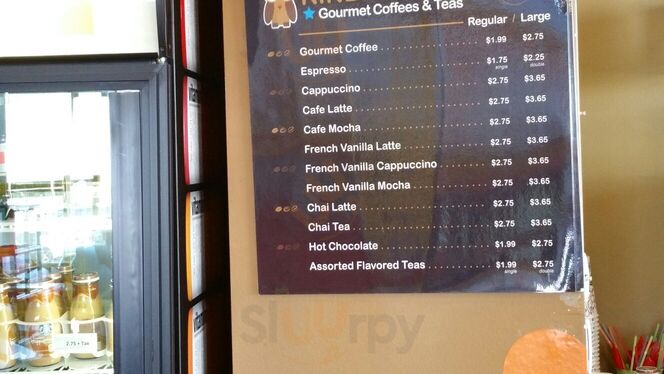 ★ Gourmet Coffees & Teas
Regular / Large
Gourmet Coffee $1.99 $2.75
Espresso $1.75 $2.25
single double
Cappuccino $2.75 $3.65
Cafe Latte $2.75 $3.65
Cafe Mocha $2.75 $3.65
French Vanilla Latte $2.75 $3.65
French Vanilla Cappuccino $2.75 $3.65
French Vanilla Mocha $2.75 $3.65
Chai Latte $2.75 $3.65
Chai Tea $2.75 $3.65
Hot Chocolate $1.99 $2.75
Assorted Flavored Teas $1.99 $2.75
single double
2.75 + Tax
Sluurpy